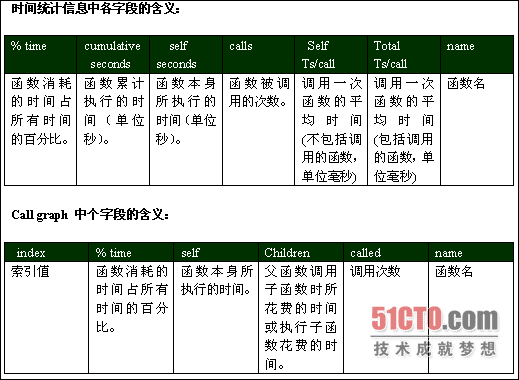 时间统计信息中各字段的含义：
% time
cumulative
seconds
self
seconds
calls
Self
Ts/call
Total
Ts/call
name
函数消耗
的时间占
所有时间
的百分比。
函数累计
执行的时
间（单位
秒）。
函数本身
所执行的
时间(单位
秒)。
函数被调
用的次数。
调用一次
函数的平
均时间
(不包括调
用的函数，
单位毫秒)
调用一次
函数的平
均时间
(包括调用
的函数，单
位毫秒)
函数名
Call graph 中个字段的含义：
index
% time
self
Children
called
name
索引值
函数消耗的
时间占所有
时间的百分
比。
函数本身所
执行的时间。
父函数调用
子函数时所
花费的时间
或执行子函
数花费的时
间。
调用次数
函数名
51CTO.com
技术成就梦想